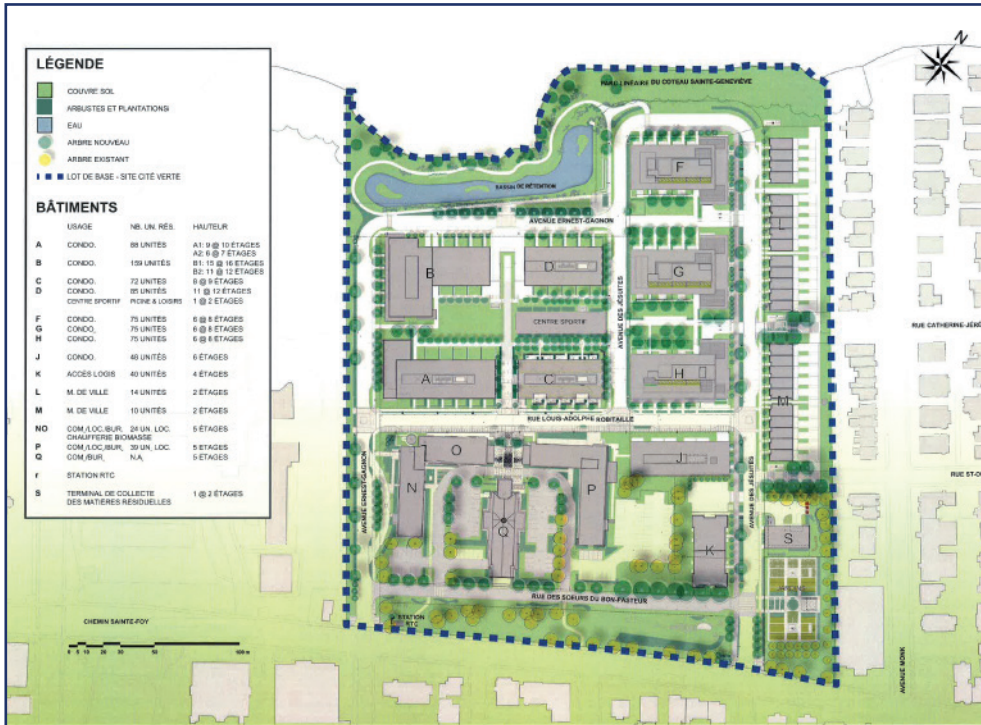 LÉGENDE
COUVRE SOL
ARBUSTES ET PLANTATIONS
EAU
ARBRE NOUVEAU
ARBRE EXISTANT
LOT DE BASE - SITE CITÉ VERTE
BÂTIMENTS
USAGE NB. UN. RÉS. HAUTEUR
A CONDO. 88 UNITÉS A1: 9 @ 10 ÉTAGES
A2: 6 @ 7 ÉTAGES
B CONDO. 159 UNITÉS B1: 15 @ 16 ÉTAGES
B2: 11 @ 12 ÉTAGES
C CONDO. 72 UNITÉS 8 @ 9 ÉTAGES
D CONDO. 85 UNITÉS 11 @ 12 ÉTAGES
CENTRE SPORTIF PICINE & LOISIRS 1 @ 2 ÉTAGES
F CONDO. 75 UNITÉS 6 @ 8 ÉTAGES
G CONDO. 75 UNITÉS 6 @ 8 ÉTAGES
H CONDO. 75 UNITÉS 6 @ 8 ÉTAGES
J CONDO. 46 UNITÉS 6 ÉTAGES
K ACCÈS LOGIS 40 UNITÉS 4 ÉTAGES
L M. DE VILLE 14 UNITÉS 2 ÉTAGES
M M. DE VILLE 10 UNITÉS 2 ÉTAGES
NO COM./LOC./BUR. 24 UN. LOC. 5 ÉTAGES
CHAUFFERIE BIOMASSE
P COM./LOC./BUR. 39 UN. LOC. 5 ÉTAGES
Q COM./BUR. N.A. 5 ÉTAGES
r STATION RTC
S TERMINAL DE COLLECTE 1 @ 2 ÉTAGES
DES MATIÈRES RÉSIDUELLES
N
PARC LINÉAIRE DU COTEAU SAINTE-GENEVIÈVE
BASSIN DE RÉTENTION
AVENUE ERNEST-GAGNON
F
L
B
D
G
CENTRE SPORTIF
AVENUE DES JÉSUITES
RUE CATHERINE-JÉRÉ
A
C
H
M
RUE LOUIS-ADOLPHE ROBITAILLE
O
J
N
P
RUE ST-
AVENUE ERNEST-GAGNON
AVENUE DES JÉSUITES
Q
K
S
RUE DES SOEURS DU BON-PASTEUR
STATION
RTC
CHEMIN SAINTE-FOY
0 5 10 20 30 50 100 m
AVENUE MONK